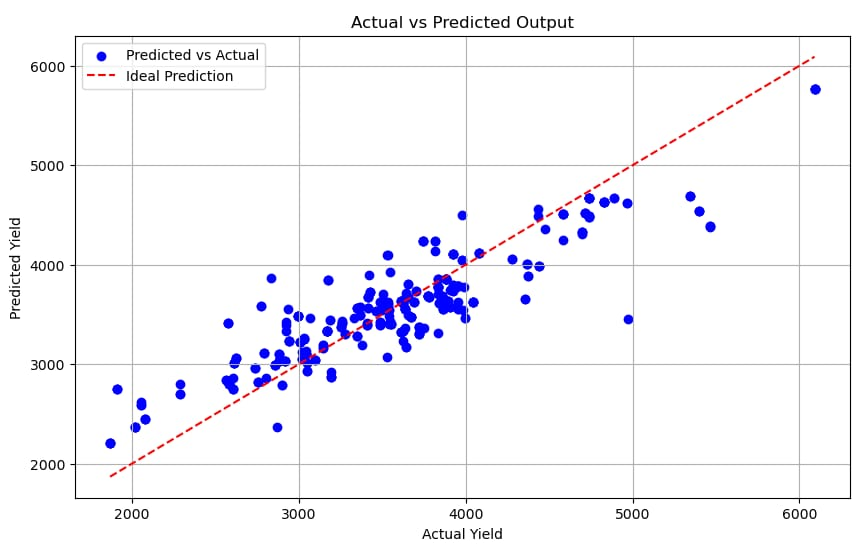 Actual vs Predicted Output
Predicted vs Actual
Ideal Prediction
6000
5000
4000
3000
2000
Predicted Yield
2000 3000 4000 5000 6000
Actual Yield